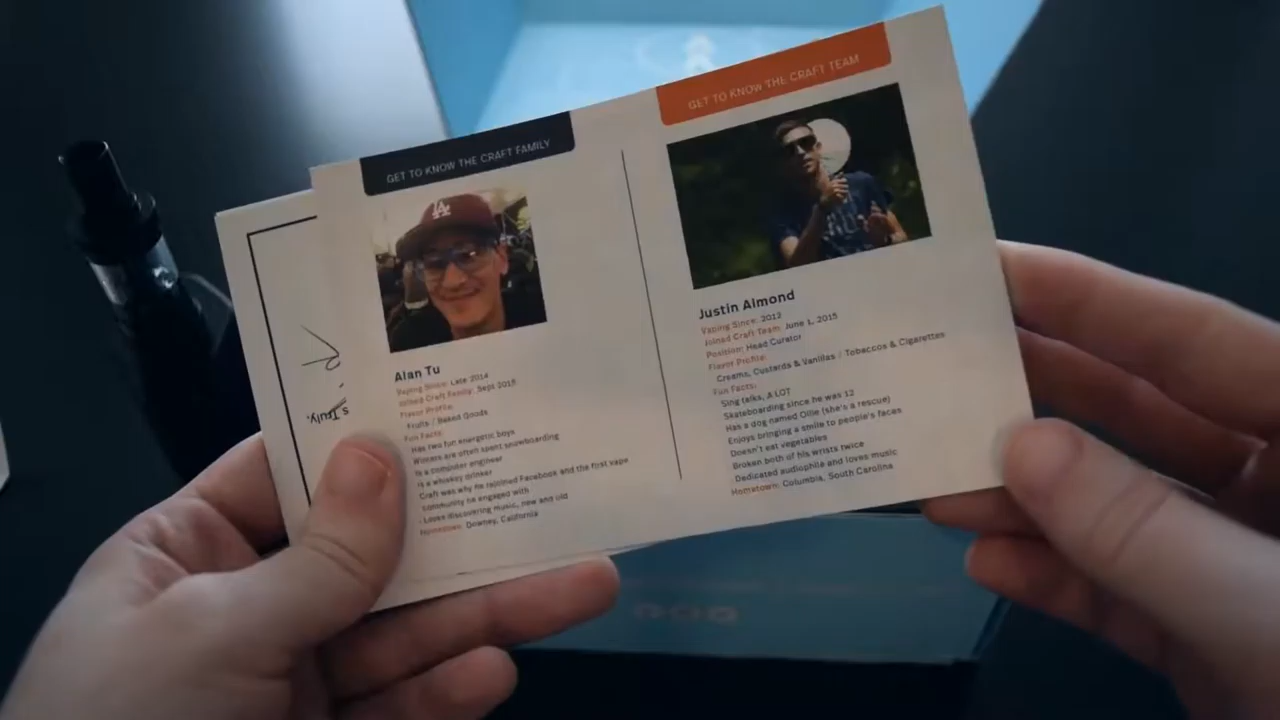 GET TO KNOW THE CRAFT FAMILY
LA
Alan Tu
Vaping Since: Late 2014
Joined Craft Family: Sept 2015
Flavor Profile:
Fruits / Baked Goods
Fun Facts:
Has two fun energetic boys
Winters are often spent snowboarding
Is a computer engineer
Is a whiskey drinker
Craft was why he rejoined Facebook and the first vape
community he engaged with
Loves discovering music, new and old
Hometown: Downey, California
GET TO KNOW THE CRAFT TEAM
Justin Almond
Vaping Since: 2012
Joined Craft Team: June 1, 2015
Position: Head Curator
Flavor Profile:
Creams, Custards & Vanillas / Tobaccos & Cigarettes
Fun Facts:
Sing talks, A LOT
Skateboarding since he was 12
Has a dog named Ollie (she's a rescue)
Enjoys bringing a smile to people's faces
Doesn't eat vegetables
Broken both of his wrists twice
Dedicated audiophile and loves music
Hometown: Columbia, South Carolina
s Truly,